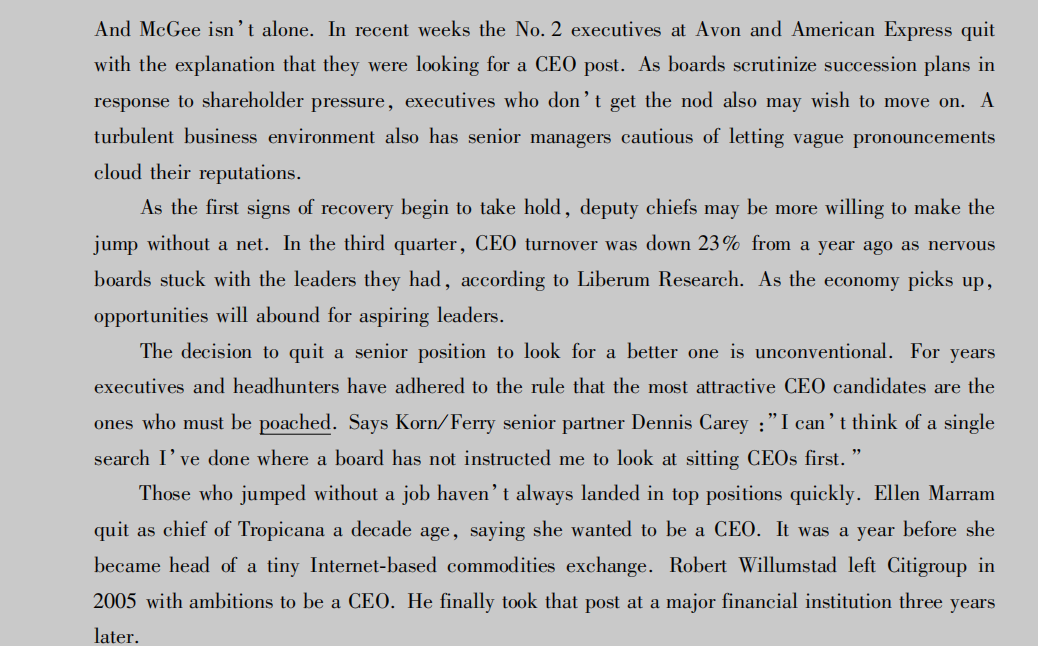 And McGee isn’t alone. In recent weeks the No. 2 executives at Avon and American Express quit
with the explanation that they were looking for a CEO post. As boards scrutinize succession plans in
response to shareholder pressure, executives who don’t get the nod also may wish to move on. A
turbulent business environment also has senior managers cautious of letting vague pronouncements
cloud their reputations.
As the first signs of recovery begin to take hold, deputy chiefs may be more willing to make the
jump without a net. In the third quarter, CEO turnover was down 23% from a year ago as nervous
boards stuck with the leaders they had, according to Liberum Research. As the economy picks up,
opportunities will abound for aspiring leaders.
The decision to quit a senior position to look for a better one is unconventional. For years
executives and headhunters have adhered to the rule that the most attractive CEO candidates are the
ones who must be poached. Says Korn/Ferry senior partner Dennis Carey :”I can’t think of a single
search I’ve done where a board has not instructed me to look at sitting CEOs first.”
Those who jumped without a job haven’t always landed in top positions quickly. Ellen Marram
quit as chief of Tropicana a decade age, saying she wanted to be a CEO. It was a year before she
became head of a tiny Internet-based commodities exchange. Robert Willumstad left Citigroup in
2005 with ambitions to be a CEO. He finally took that post at a major financial institution three years
later.